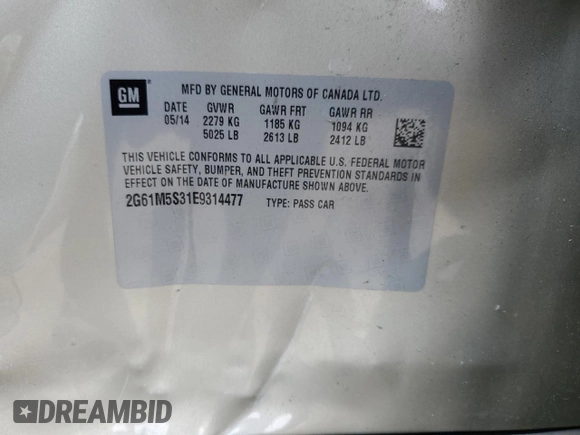 GM
MFD BY GENERAL MOTORS OF CANADA LTD.
DATE GVWR GAWR FRT GAWR RR
05/14 2279 KG 1185 KG 1094 KG
5025 LB 2613 LB 2412 LB
THIS VEHICLE CONFORMS TO ALL APPLICABLE U.S. FEDERAL MOTOR
VEHICLE SAFETY, BUMPER, AND THEFT PREVENTION STANDARDS IN
EFFECT ON THE DATE OF MANUFACTURE SHOWN ABOVE.
2G61M5S31E9314477 TYPE: PASS CAR
DREAMBID